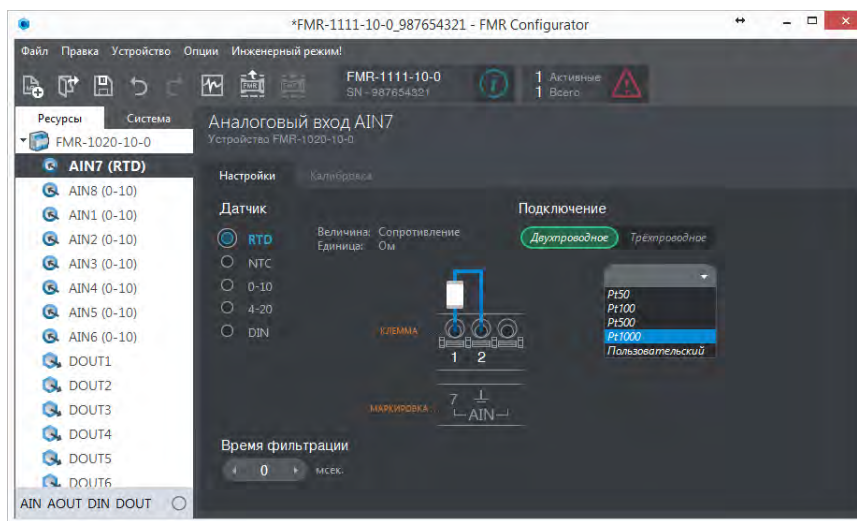 *FMR-1111-10-0_987654321 - FMR Configurator
Файл Правка Устройство Опции Инженерный режим!
FMR-1111-10-0
SN - 987654321
1 Активные
1 Всего
Ресурсы Система
FMR-1020-10-0
AIN7 (RTD)
AIN8 (0-10)
AIN1 (0-10)
AIN2 (0-10)
AIN3 (0-10)
AIN4 (0-10)
AIN5 (0-10)
AIN6 (0-10)
DOUT1
DOUT2
DOUT3
DOUT4
DOUT5
DOUT6
AIN AOUT DIN DOUT
Аналоговый вход AIN7
Устройство FMR-1020-10-0
Настройки Калибровка
Датчик
RTD
NTC
0-10
4-20
DIN
Величина: Сопротивление
Единица: Ом
Подключение
Двухпроводное Трёхпроводное
Pt50
Pt100
Pt500
Pt1000
Пользовательский
КЛЕММА
1 2
МАРКИРОВКА
7
AIN
Время фильтрации
0 мсек.